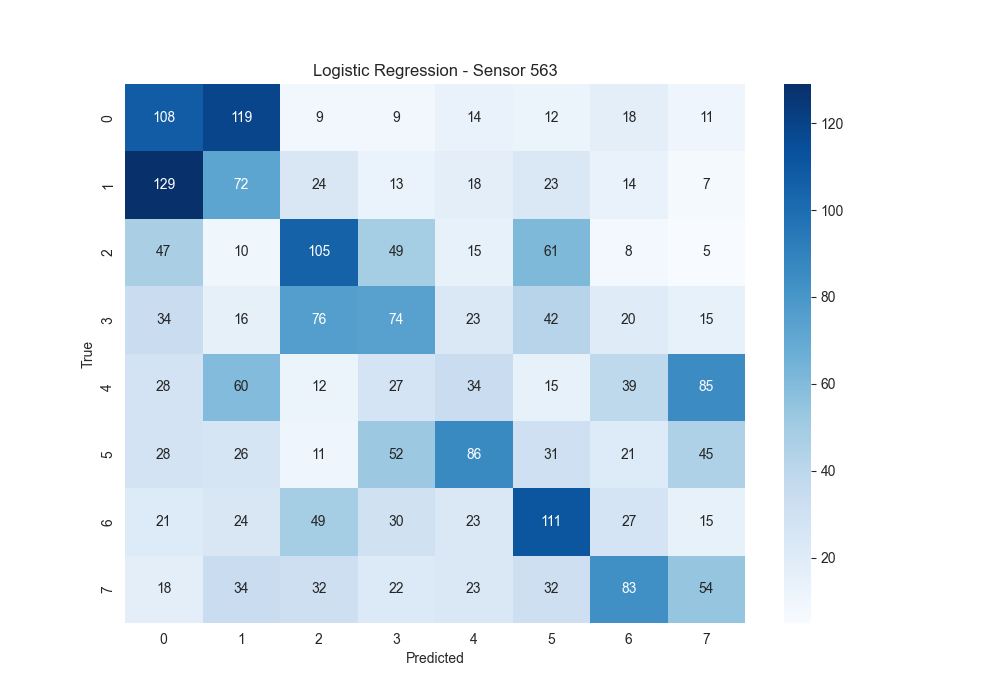 Logistic Regression - Sensor 563
0 108 119 9 9 14 12 18 11
1 129 72 24 13 18 23 14 7
2 47 10 105 49 15 61 8 5
3 34 16 76 74 23 42 20 15
4 28 60 12 27 34 15 39 85
5 28 26 11 52 86 31 21 45
6 21 24 49 30 23 111 27 15
7 18 34 32 22 23 32 83 54
True
0 1 2 3 4 5 6 7
Predicted
120
100
80
60
40
20